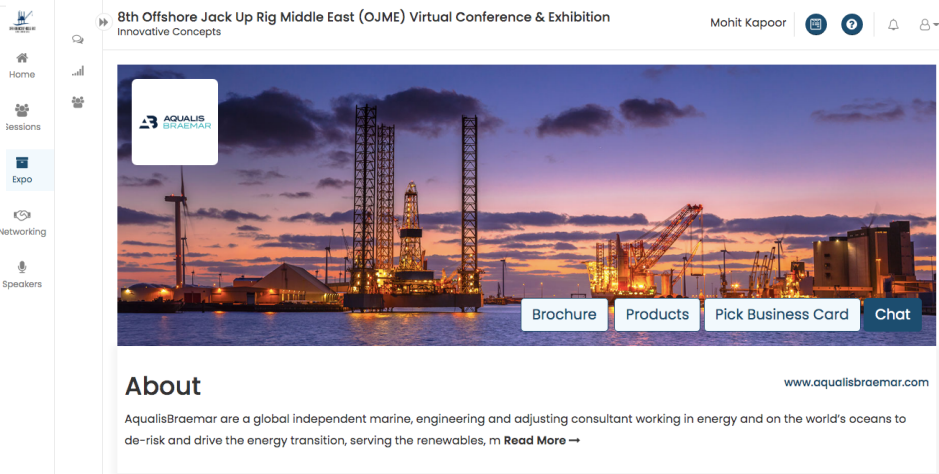 8th Offshore Jack Up Rig Middle East (OJME) Virtual Conference & Exhibition
Innovative Concepts
Mohit Kapoor
Home
Sessions
Expo
Networking
Speakers
AQUALIS
BRAEMAR
Brochure
Products
Pick Business Card
Chat
About
www.aqualisbraemar.com
AqualisBraemar are a global independent marine, engineering and adjusting consultant working in energy and on the world's oceans to
de-risk and drive the energy transition, serving the renewables, m Read More →